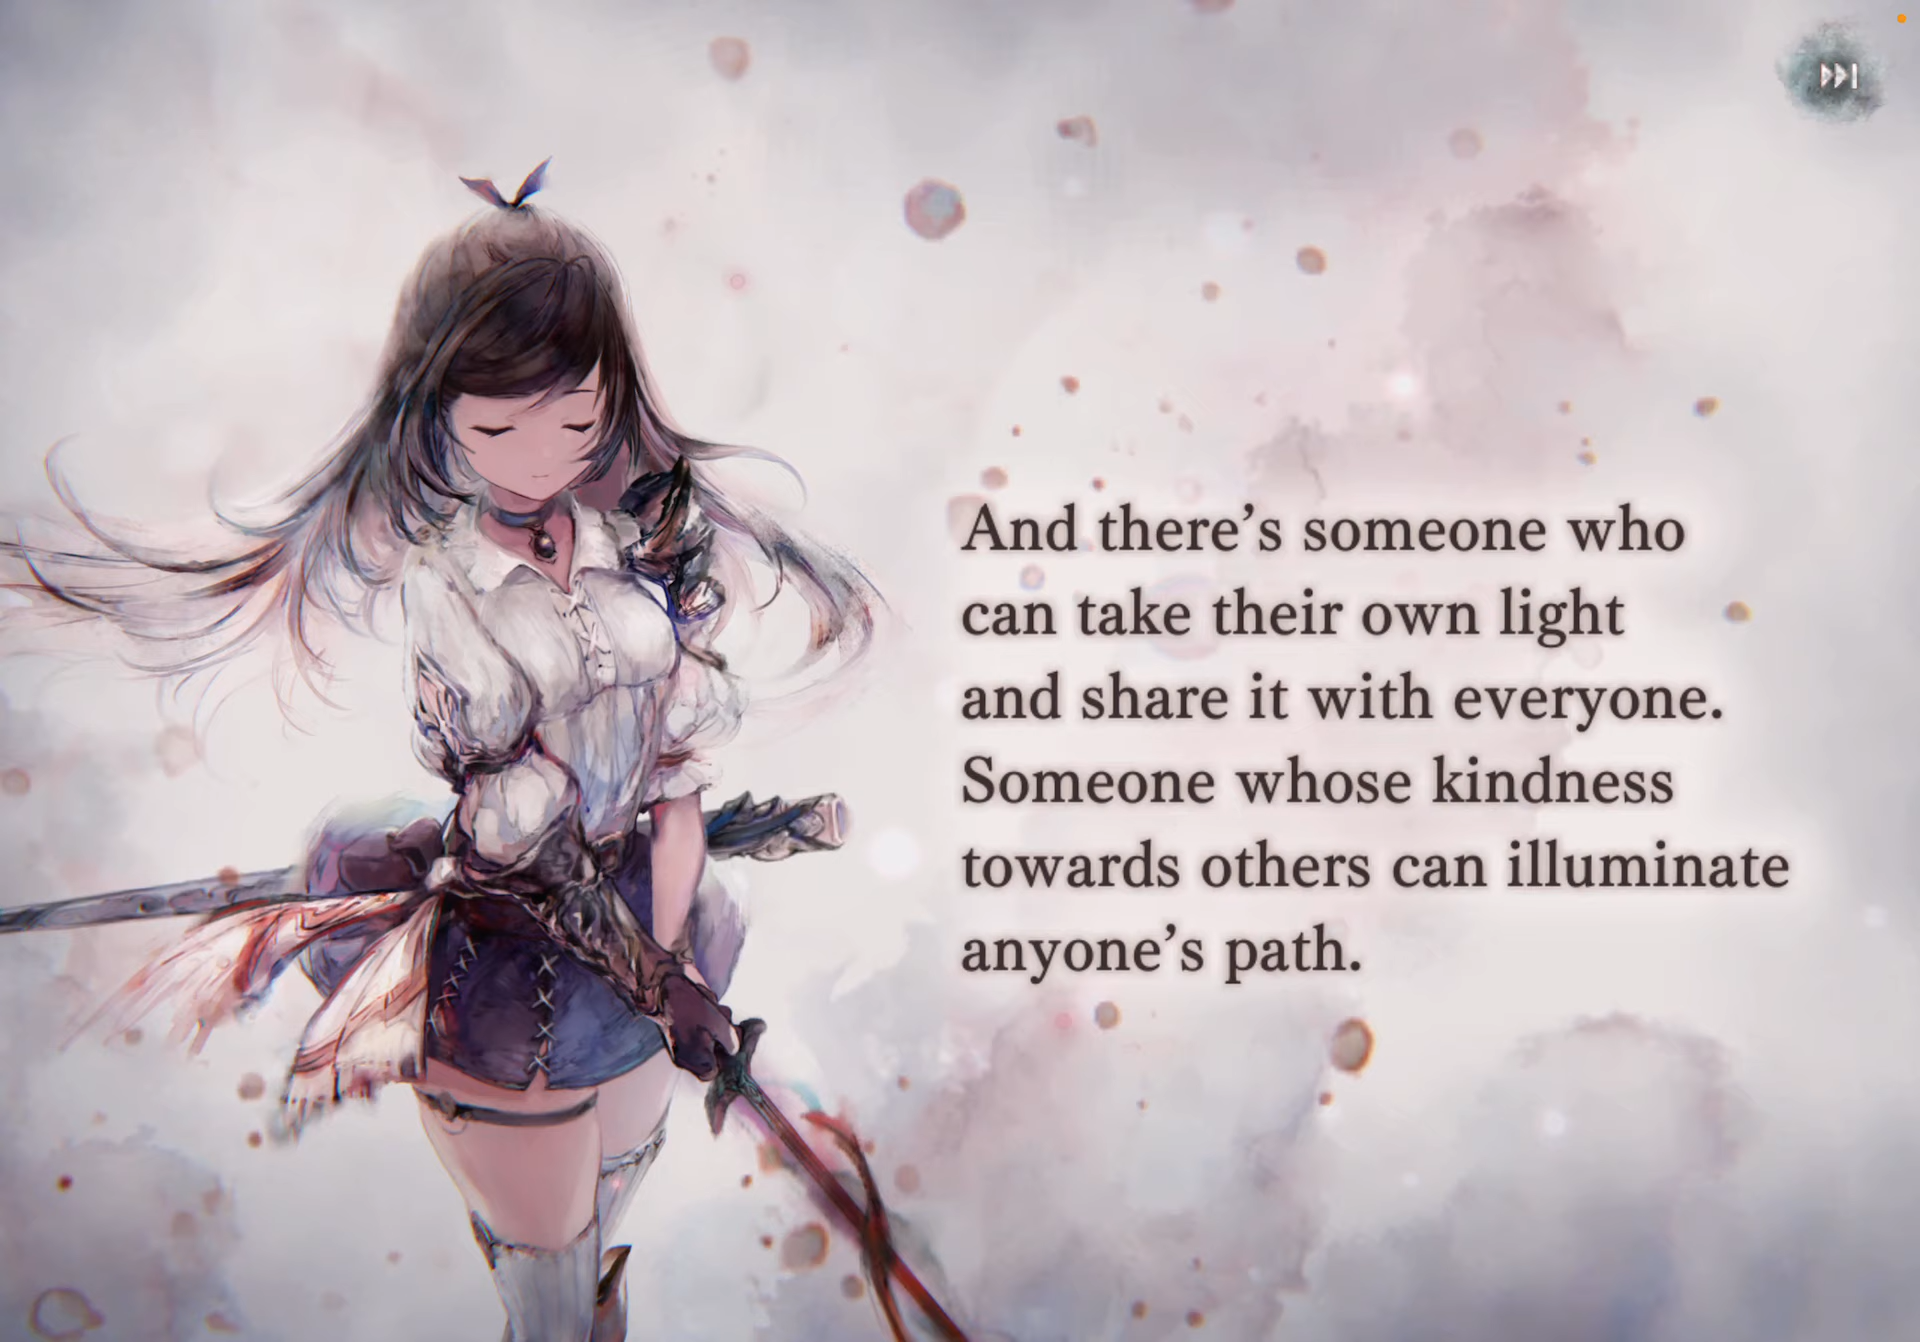 And there’s someone who
can take their own light
and share it with everyone.
Someone whose kindness
towards others can illuminate
anyone’s path.